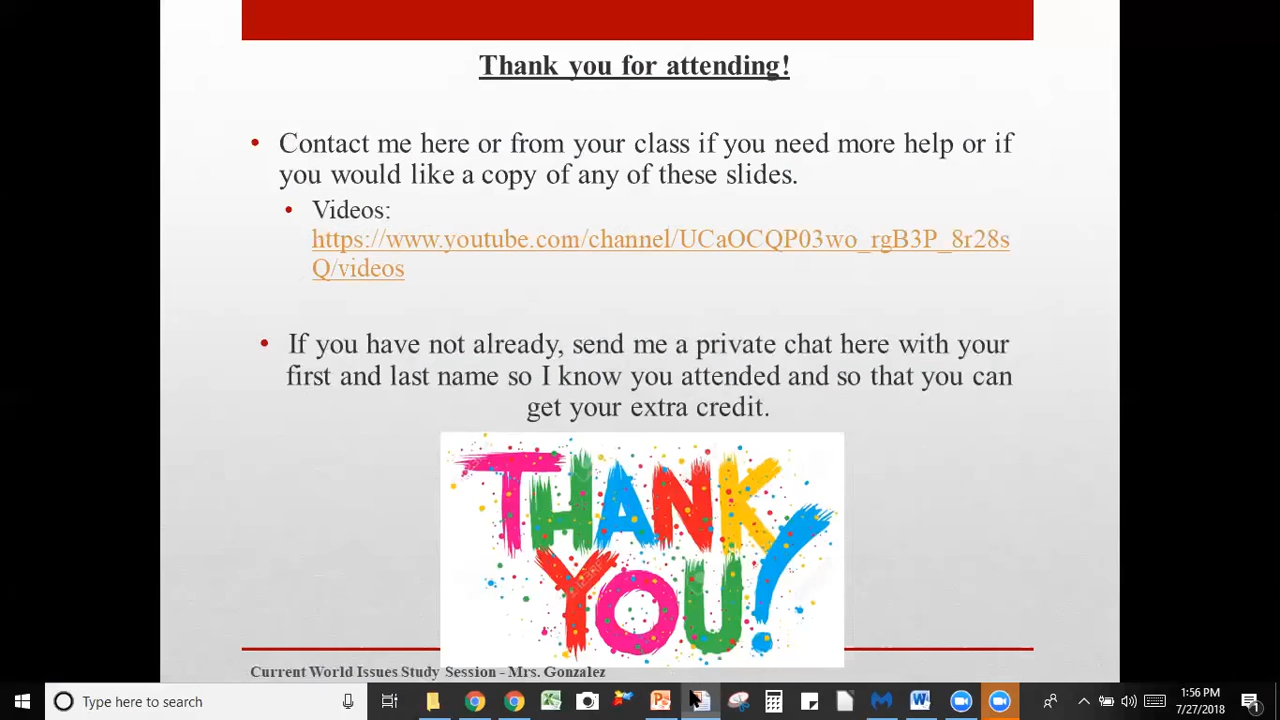 Thank you for attending!
• Contact me here or from your class if you need more help or if
you would like a copy of any of these slides.
• Videos:
https://www.youtube.com/channel/UCaOCQP03wo_rgB3P_8r28s
Q/videos
• If you have not already, send me a private chat here with your
first and last name so I know you attended and so that you can
get your extra credit.
THANK
YOU!
Current World Issues Study Session - Mrs. Gonzalez
Type here to search
1:56 PM
7/27/2018